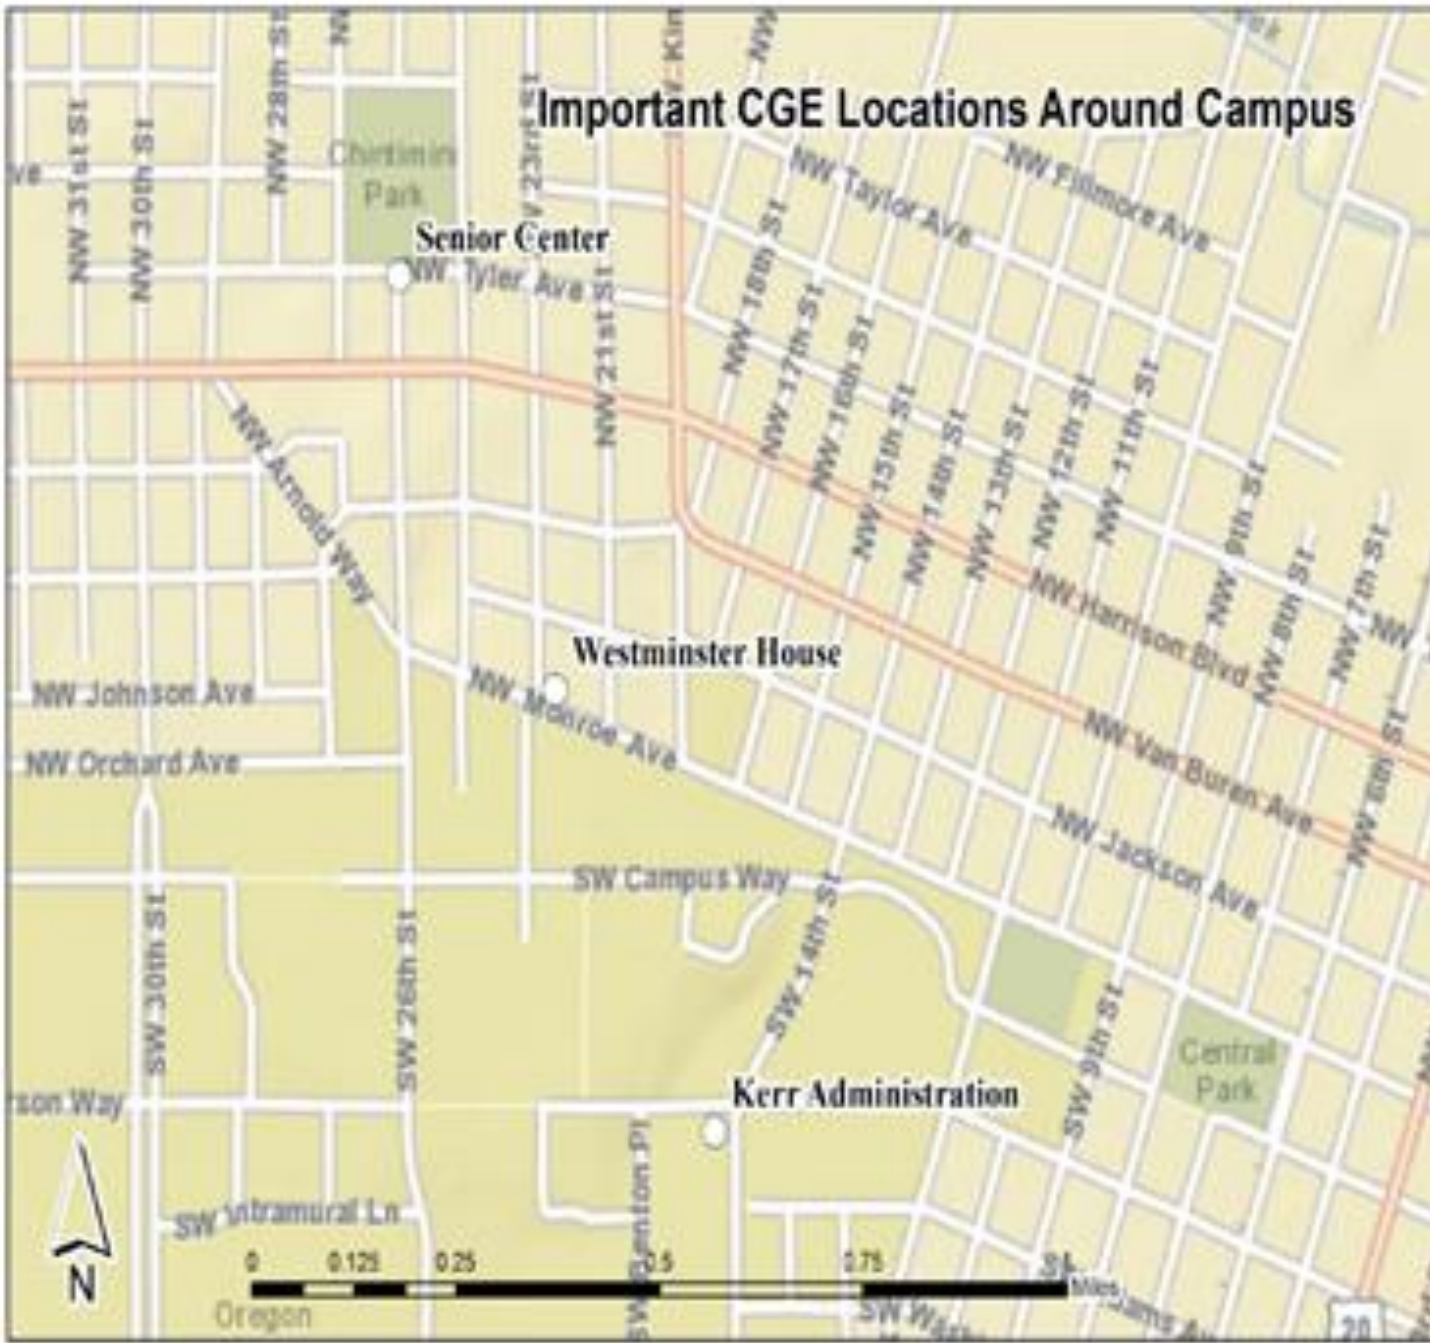 Important CGE Locations Around Campus
NW 31st St
NW 30th St
NW 28th St
NW
Chintimini
Park
Senior Center
NW Tyler Ave
NW 21st St
NW Taylor Ave
NW Fillmore Ave
NW 18th St
NW 17th St
NW 16th St
NW 15th St
NW 14th St
NW 13th St
NW 12th St
NW 11th St
NW 9th St
NW 8th St
NW 7th St
NW 6th St
NW
NW Harrison Blvd
NW Van Buren Ave
NW Jackson Ave
NW Arnold Way
Westminster House
NW Monroe Ave
NW Johnson Ave
NW Orchard Ave
SW Campus Way
SW 30th St
SW 26th St
SW 14th St
SW 9th St
Central
Park
Kerr Administration
son Way
SW Intramural Ln
N
0 0.125 0.25 0.5 0.75
Miles
Oregon
20